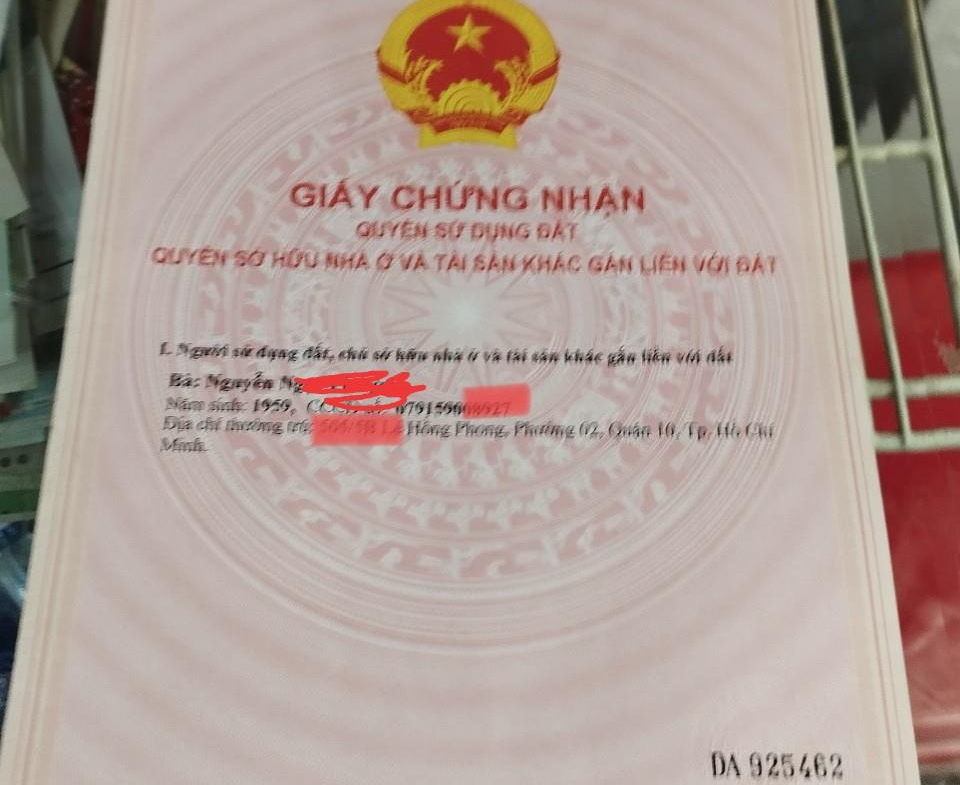 GIẤY CHỨNG NHẬN
QUYỀN SỬ DỤNG ĐẤT
QUYỀN SỞ HỮU NHÀ Ở VÀ TÀI SẢN KHÁC GẮN LIỀN VỚI ĐẤT
I. Người sử dụng đất, chủ sở hữu nhà ở và tài sản khác gắn liền với đất
Bà: Nguyễn
Năm sinh: 1959,
Địa chỉ thường trú: Hồng Phong, Phường 02, Quận 10, Tp. Hồ Chí
Minh.
DA 925462